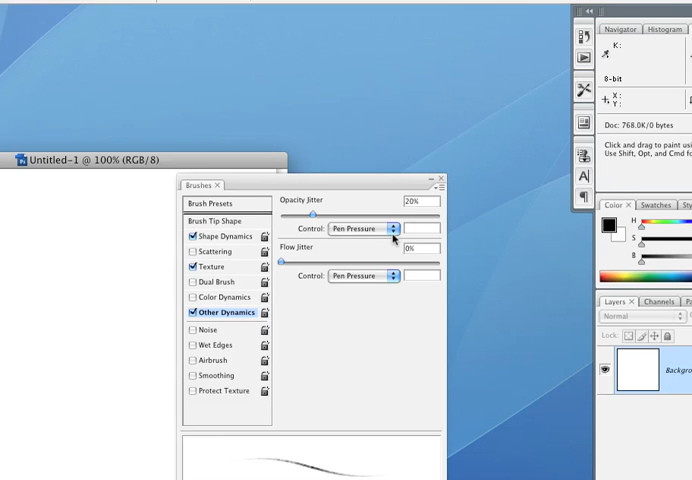 Navigator
Histogram
K:
8-bit
X:
Y:
Doc: 768.0K/0 bytes
Click and drag to paint
Use Shift, Opt, and Cmd
Untitled-1 @ 100% (RGB/8)
Brushes
Brush Presets
Opacity Jitter
20%
Brush Tip Shape
Control:
Pen Pressure
Shape Dynamics
Scattering
Flow Jitter
0%
Texture
Control:
Pen Pressure
Dual Brush
Color Dynamics
Other Dynamics
Noise
Wet Edges
Airbrush
Smoothing
Protect Texture
Color
Swatches
H
S
B
Layers
Channels
Normal
Lock: